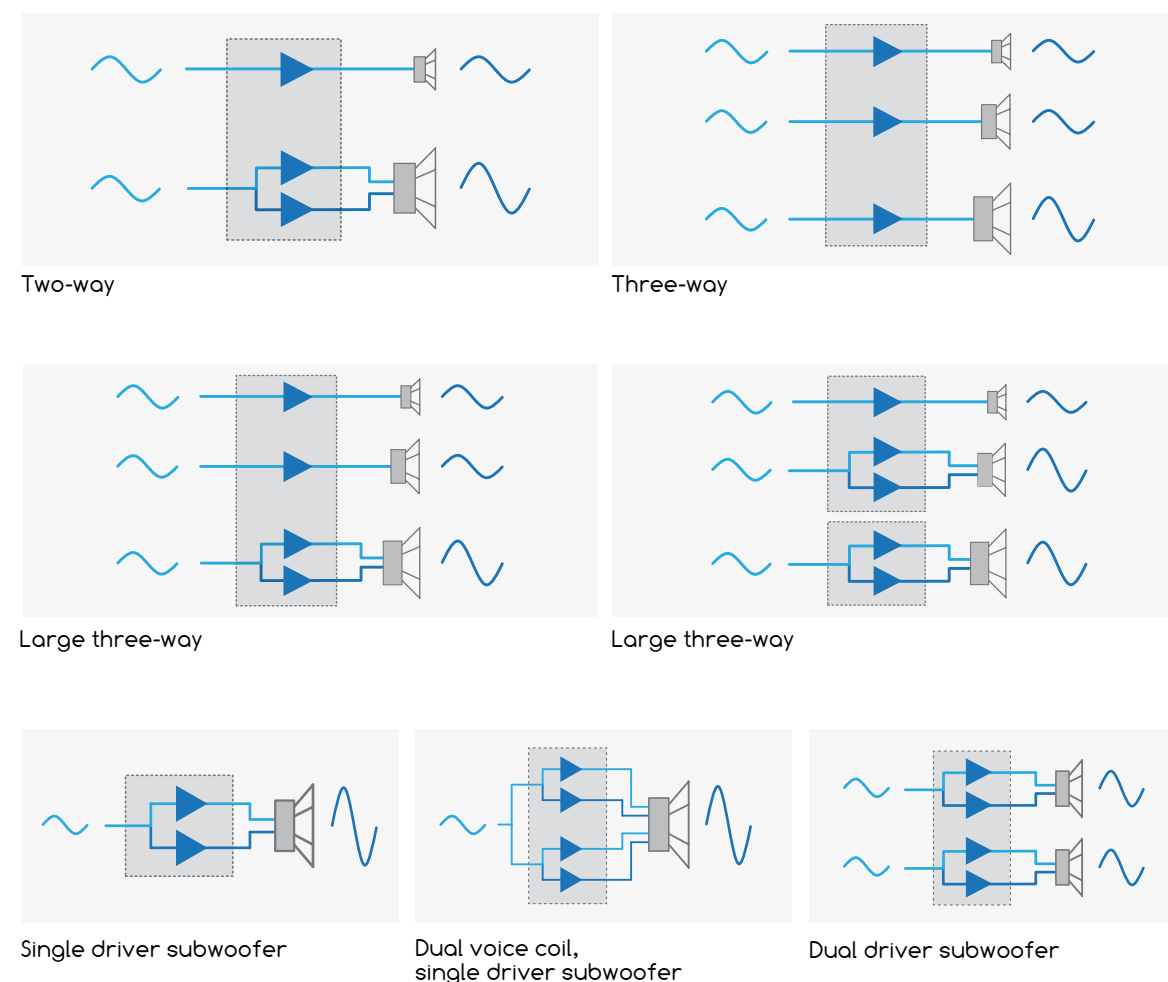 Two-way
Three-way
Large three-way
Large three-way
Single driver subwoofer
Dual voice coil,
single driver subwoofer
Dual driver subwoofer